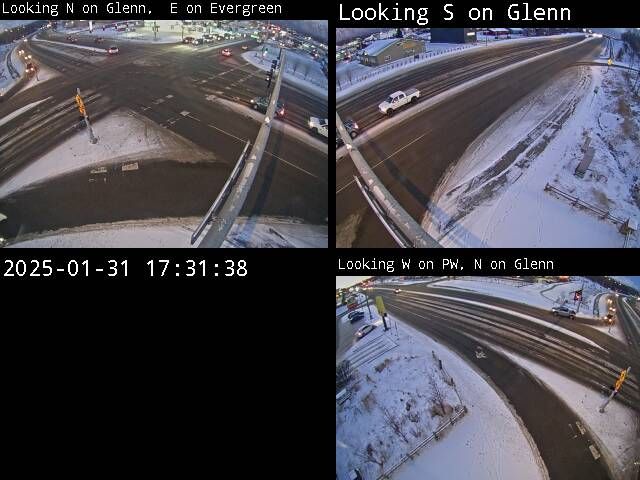 Looking N on Glenn,  E on Evergreen
Looking S on Glenn
2025-01-31 17:31:38
Looking W on PW, N on Glenn